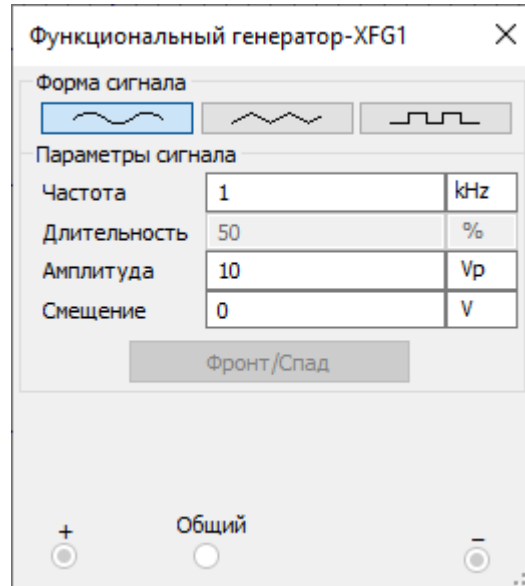 Функциональный генератор-XFG1
Форма сигнала
Параметры сигнала
Частота 1 kHz
Длительность 50 %
Амплитуда 10 Vp
Смещение 0 V
Фронт/Спад
+ Общий −